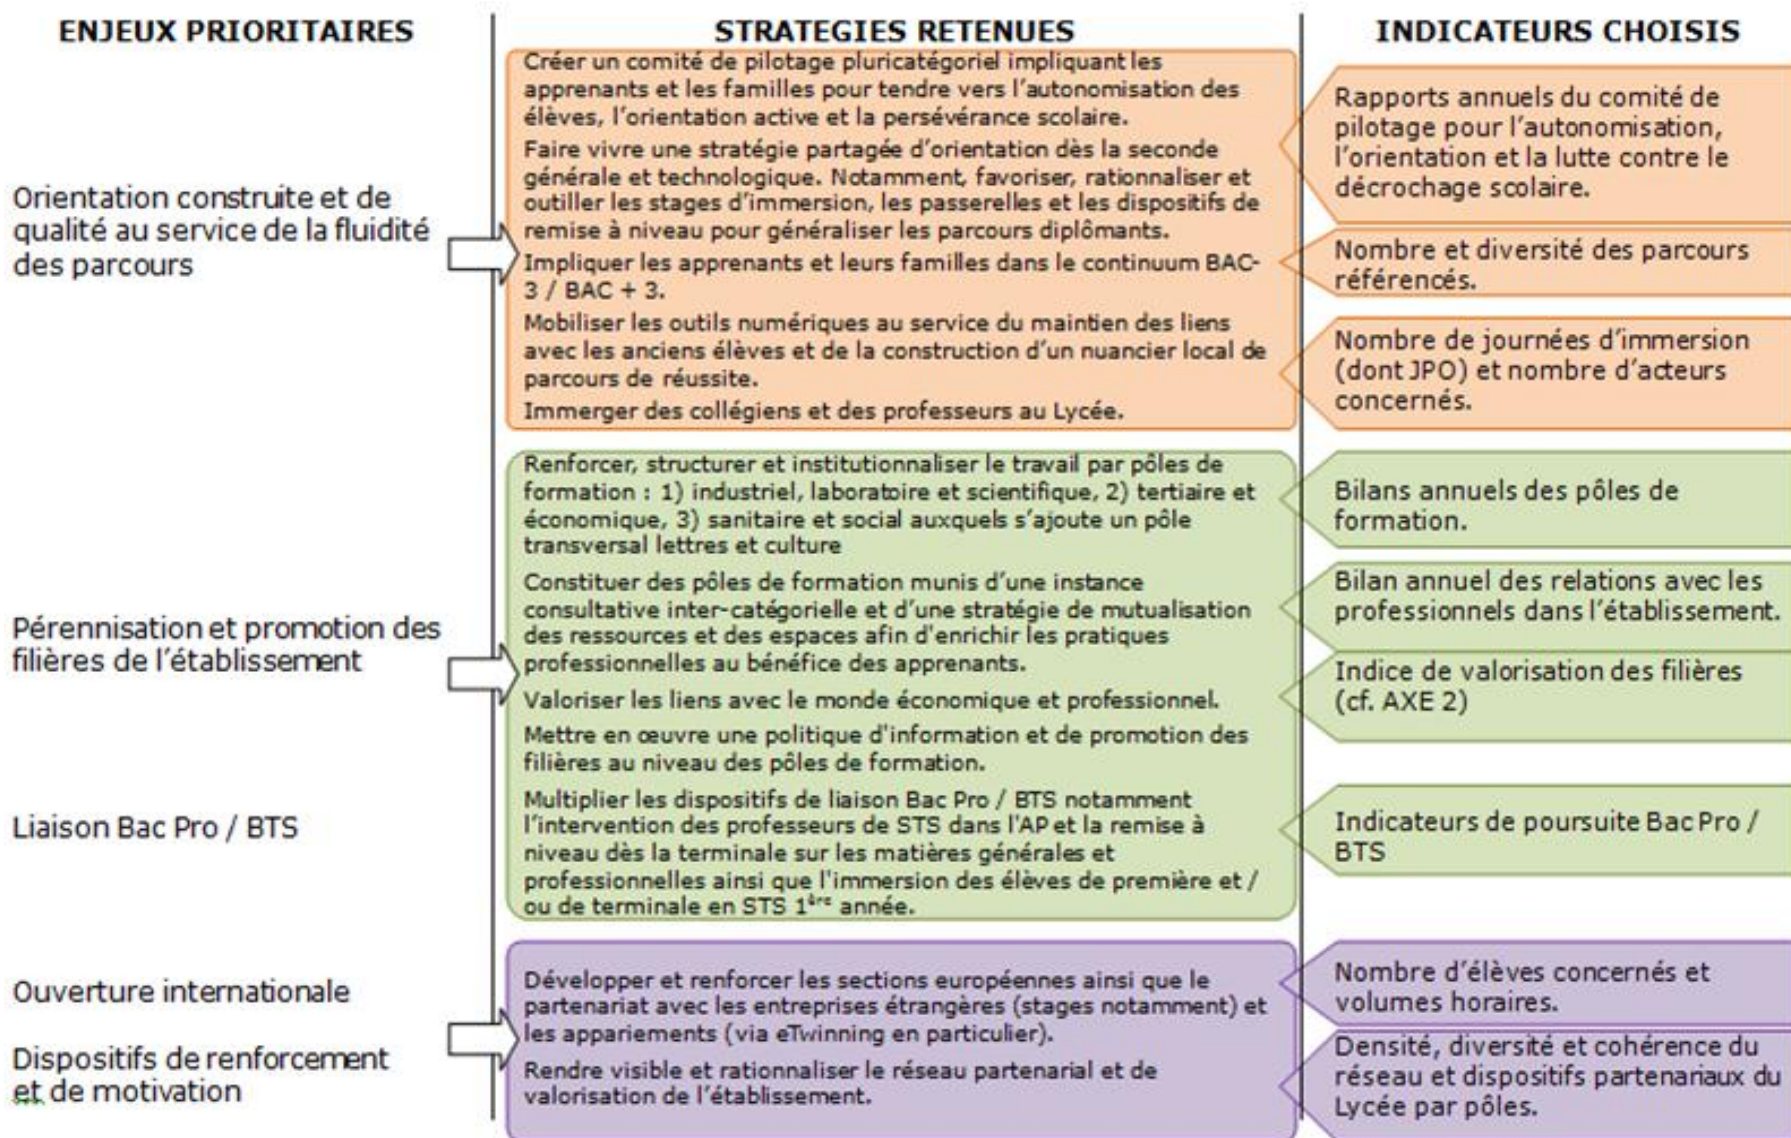 ENJEUX PRIORITAIRES
STRATEGIES RETENUES
INDICATEURS CHOISIS
Orientation construite et de
qualité au service de la fluidité
des parcours
Créer un comité de pilotage pluricatégoriel impliquant les
apprenants et les familles pour tendre vers l'autonomisation des
élèves, l'orientation active et la persévérance scolaire.
Faire vivre une stratégie partagée d'orientation dès la seconde
générale et technologique. Notamment, favoriser, rationnaliser et
outiller les stages d'immersion, les passerelles et les dispositifs de
remise à niveau pour généraliser les parcours diplômants.
Impliquer les apprenants et leurs familles dans le continuum BAC-
3 / BAC + 3.
Mobiliser les outils numériques au service du maintien des liens
avec les anciens élèves et de la construction d'un nuancier local de
parcours de réussite.
Immerger des collégiens et des professeurs au Lycée.
Rapports annuels du comité de
pilotage pour l'autonomisation,
l'orientation et la lutte contre le
décrochage scolaire.
Nombre et diversité des parcours
référencés.
Nombre de journées d'immersion
(dont JPO) et nombre d'acteurs
concernés.
Pérennisation et promotion des
filières de l'établissement
Liaison Bac Pro / BTS
Renforcer, structurer et institutionnaliser le travail par pôles de
formation : 1) industriel, laboratoire et scientifique, 2) tertiaire et
économique, 3) sanitaire et social auxquels s'ajoute un pôle
transversal lettres et culture
Constituer des pôles de formation munis d'une instance
consultative inter-catégorielle et d'une stratégie de mutualisation
des ressources et des espaces afin d'enrichir les pratiques
professionnelles au bénéfice des apprenants.
Valoriser les liens avec le monde économique et professionnel.
Mettre en œuvre une politique d'information et de promotion des
filières au niveau des pôles de formation.
Multiplier les dispositifs de liaison Bac Pro / BTS notamment
l'intervention des professeurs de STS dans l'AP et la remise à
niveau dès la terminale sur les matières générales et
professionnelles ainsi que l'immersion des élèves de première et /
ou de terminale en STS 1ère année.
Bilans annuels des pôles de
formation.
Bilan annuel des relations avec les
professionnels dans l'établissement.
Indice de valorisation des filières
(cf. AXE 2)
Indicateurs de poursuite Bac Pro /
BTS
Ouverture internationale
Dispositifs de renforcement
et de motivation
Développer et renforcer les sections européennes ainsi que le
partenariat avec les entreprises étrangères (stages notamment) et
les appariements (via eTwinning en particulier).
Rendre visible et rationnaliser le réseau partenarial et de
valorisation de l'établissement.
Nombre d'élèves concernés et
volumes horaires.
Densité, diversité et cohérence du
réseau et dispositifs partenariaux du
Lycée par pôles.